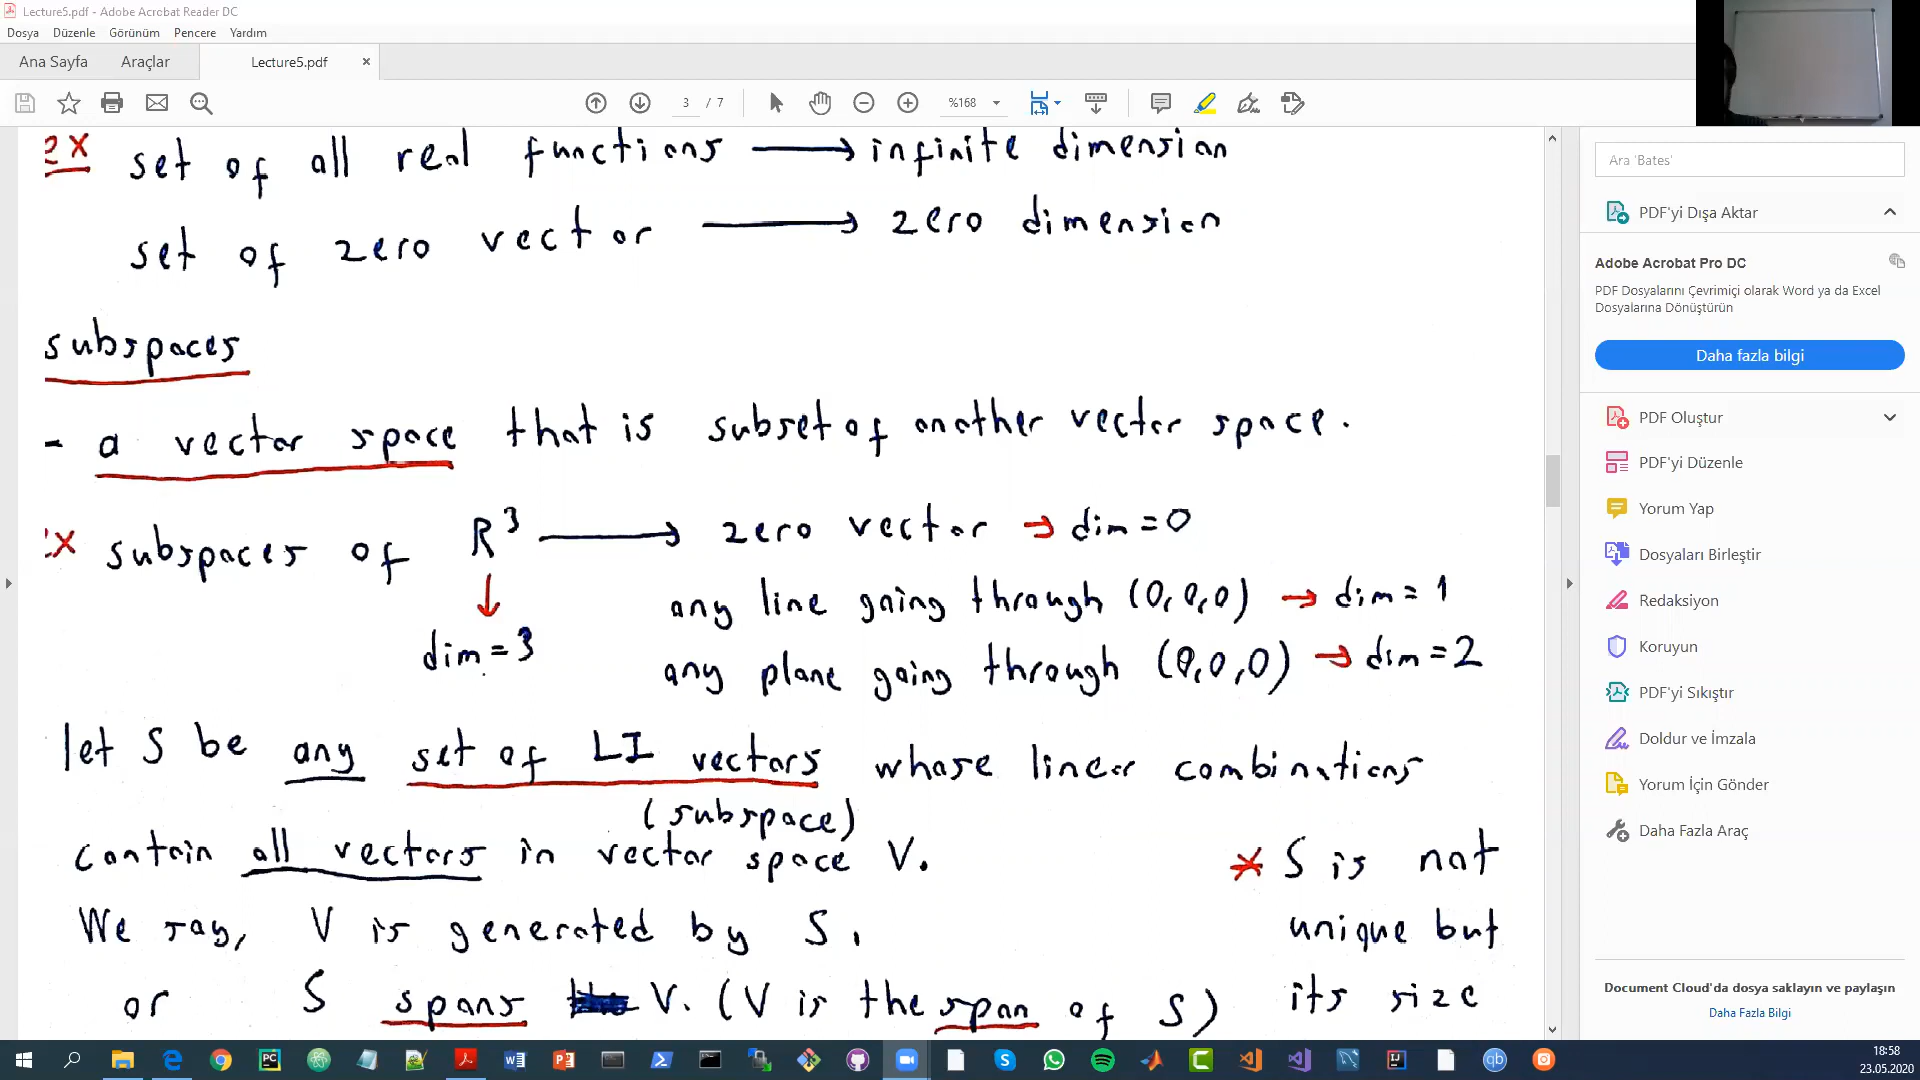 Lecture5.pdf - Adobe Acrobat Reader DC
Dosya Düzenle Görünüm Pencere Yardım
Ana Sayfa Araçlar Lecture5.pdf ×
3 / 7 %168
ex set of all real functions → infinite dimension
set of zero vector → zero dimension
subspaces
- a vector space that is subset of another vector space.
ex subspaces of R³ → zero vector → dim = 0
any line going through (0,0,0) → dim = 1
↓
dim = 3
any plane going through (0,0,0) → dim = 2
let S be any set of LI vectors whose linear combinations
(subspace)
contain all vectors in vector space V.
* S is not
We say, V is generated by S.
unique but
or S spans V. (V is the span of S)
its size
Ara 'Bates'
PDF'yi Dışa Aktar
Adobe Acrobat Pro DC
PDF Dosyalarını Çevrimiçi olarak Word ya da Excel
Dosyalarına Dönüştürün
Daha fazla bilgi
PDF Oluştur
PDF'yi Düzenle
Yorum Yap
Dosyaları Birleştir
Redaksiyon
Koruyun
PDF'yi Sıkıştır
Doldur ve İmzala
Yorum İçin Gönder
Daha Fazla Araç
Document Cloud'da dosya saklayın ve paylaşın
Daha Fazla Bilgi
18:58
23.05.2020